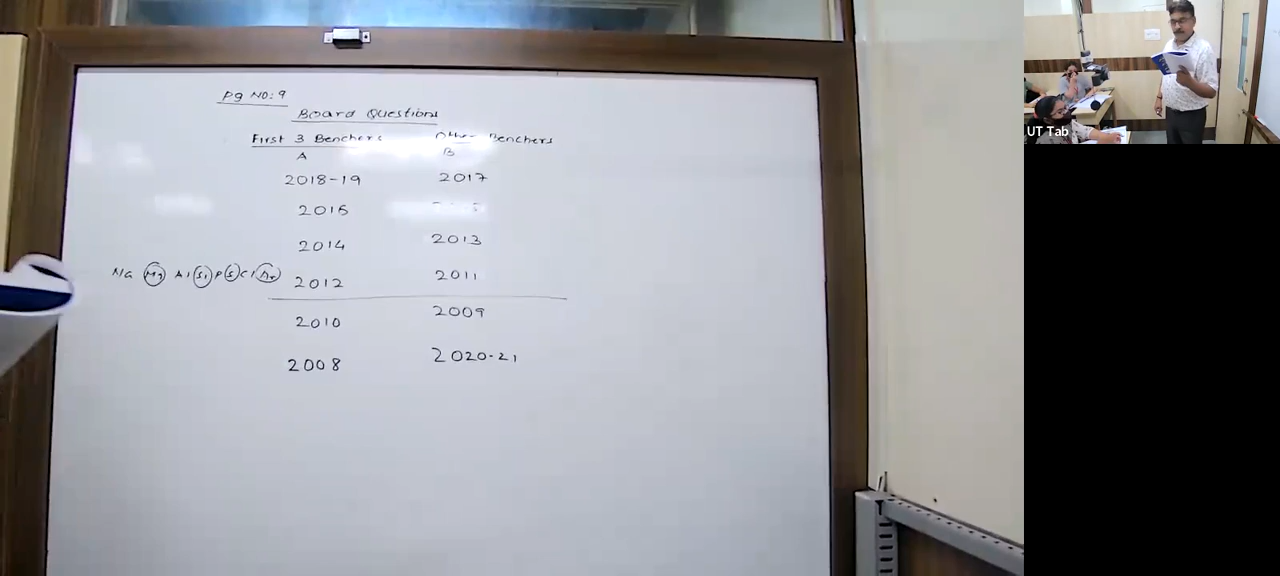 Pg NO: 9
Board Questions
First 3 Benchers Other Benchers
A B
2018-19 2017
2016
2014 2013
Na Mg Al Si P S Cl Ar 2012 2011
2010 2009
2008 2020-21
UT Tab